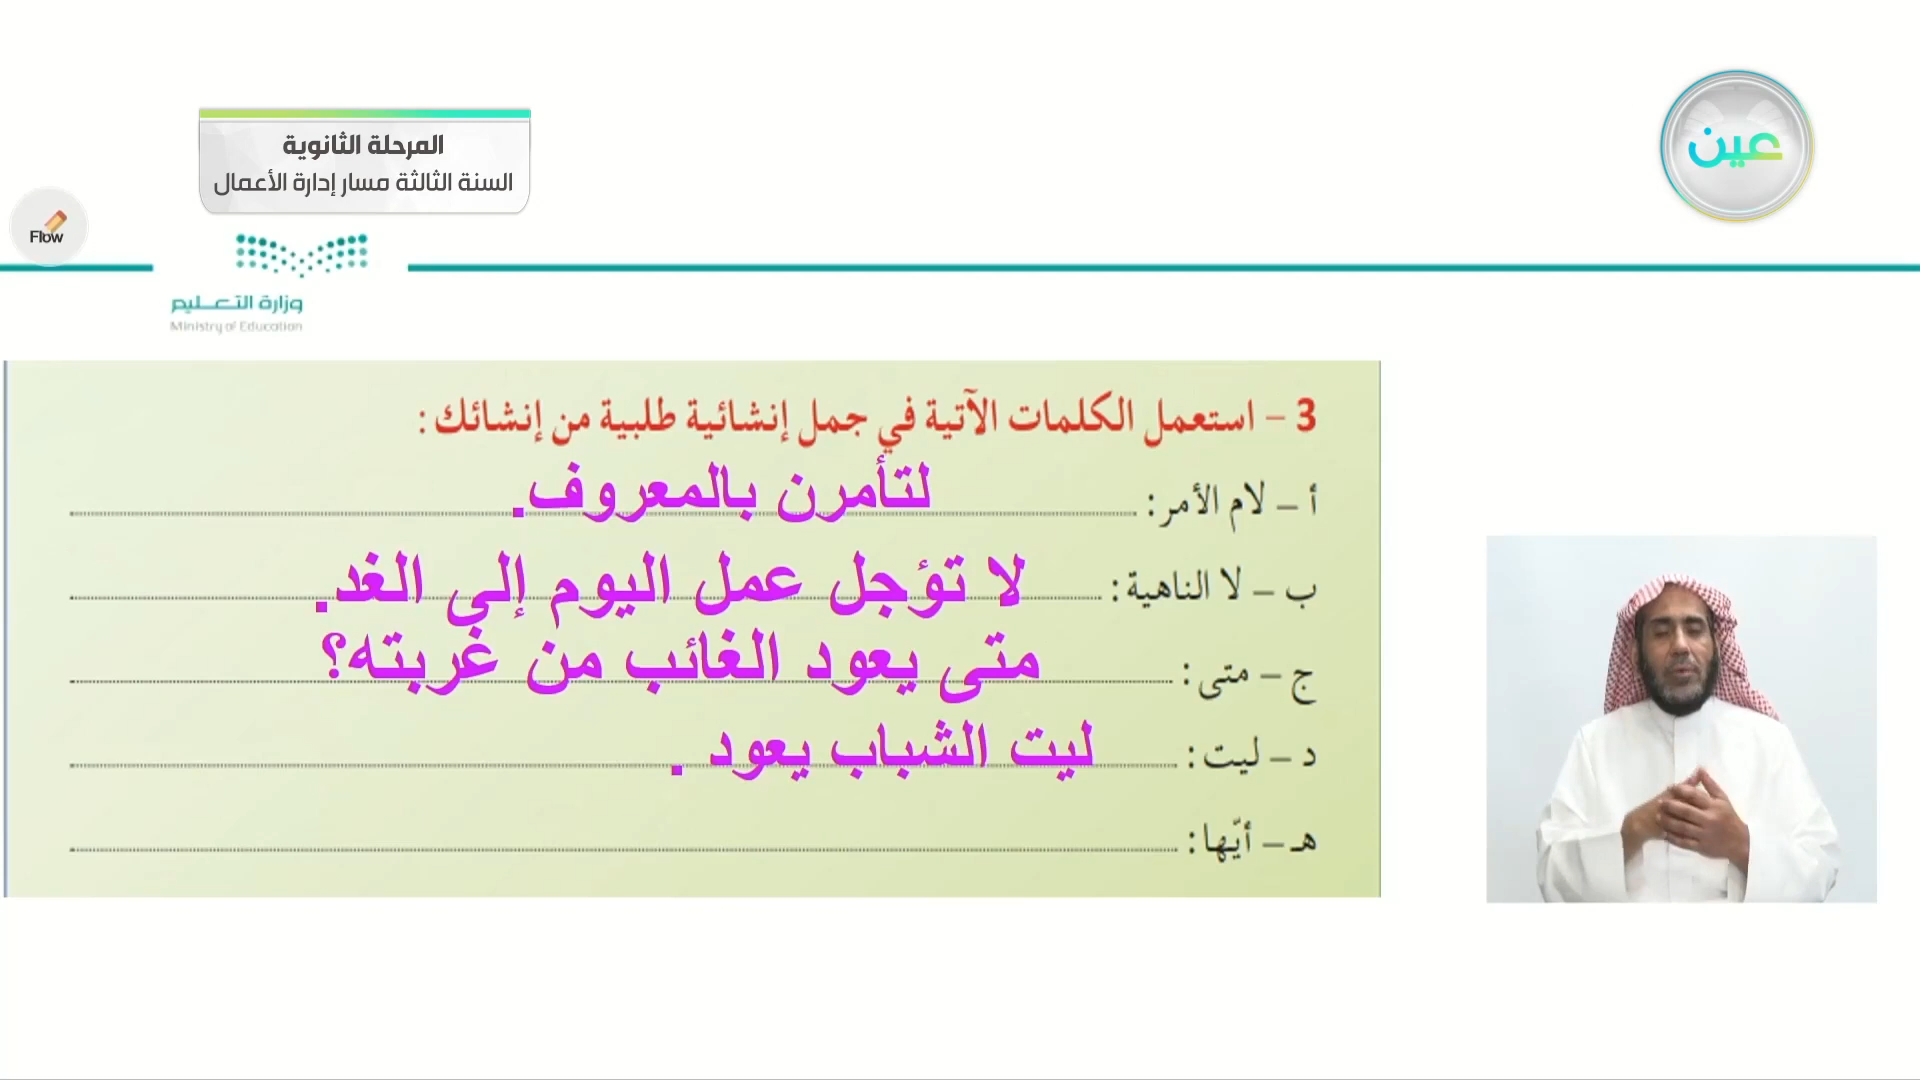 المرحلة الثانوية
السنة الثالثة مسار إدارة الأعمال
عين
Flow
وزارة التعليم
Ministry of Education
3 – استعمل الكلمات الآتية في جمل إنشائية طلبية من إنشائك :
أ – لام الأمر: لتأمرن بالمعروف.
ب – لا الناهية : لا تؤجل عمل اليوم إلى الغد.
ج – متى : متى يعود الغائب من غربته؟
د – ليت : ليت الشباب يعود .
هـ – أيّها :